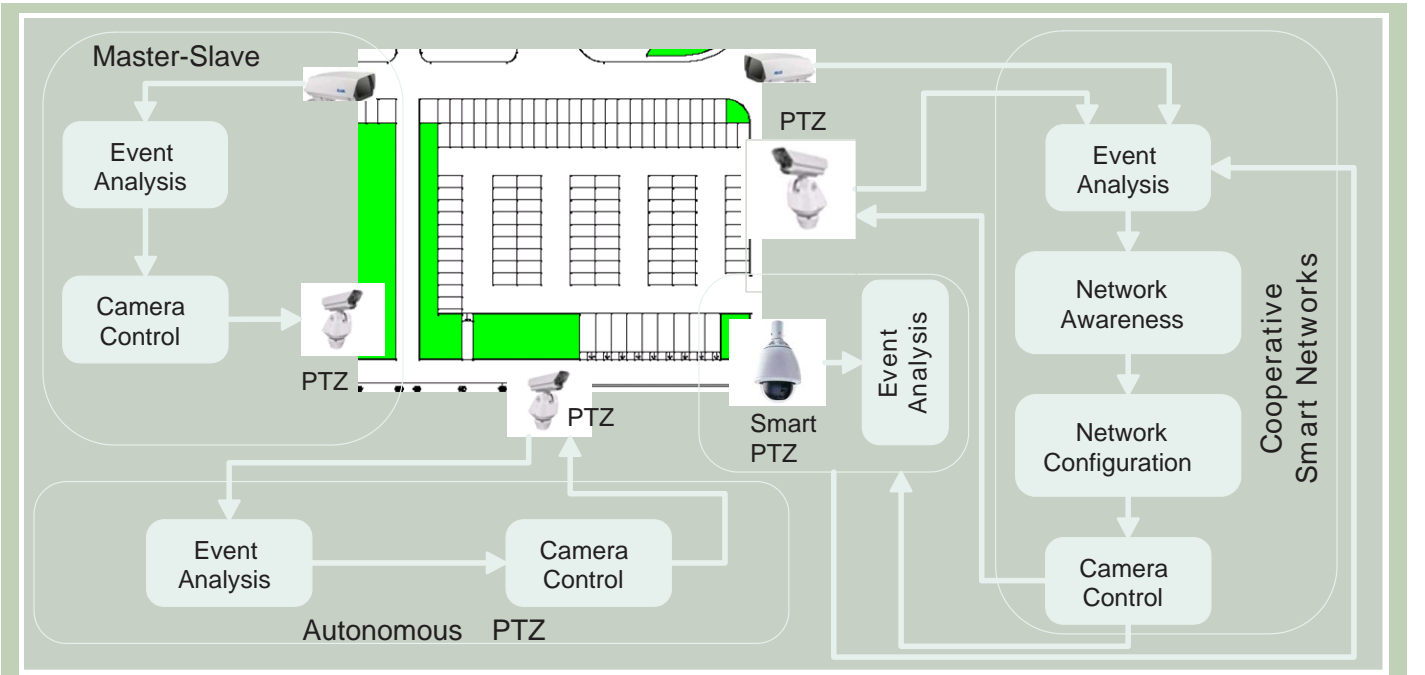 Master-Slave
Event
Analysis
Camera
Control
PTZ
PTZ
PTZ
Smart
PTZ
Event
Analysis
Event
Analysis
Camera
Control
Autonomous PTZ
Event
Analysis
Network
Awareness
Network
Configuration
Camera
Control
Cooperative
Smart Networks